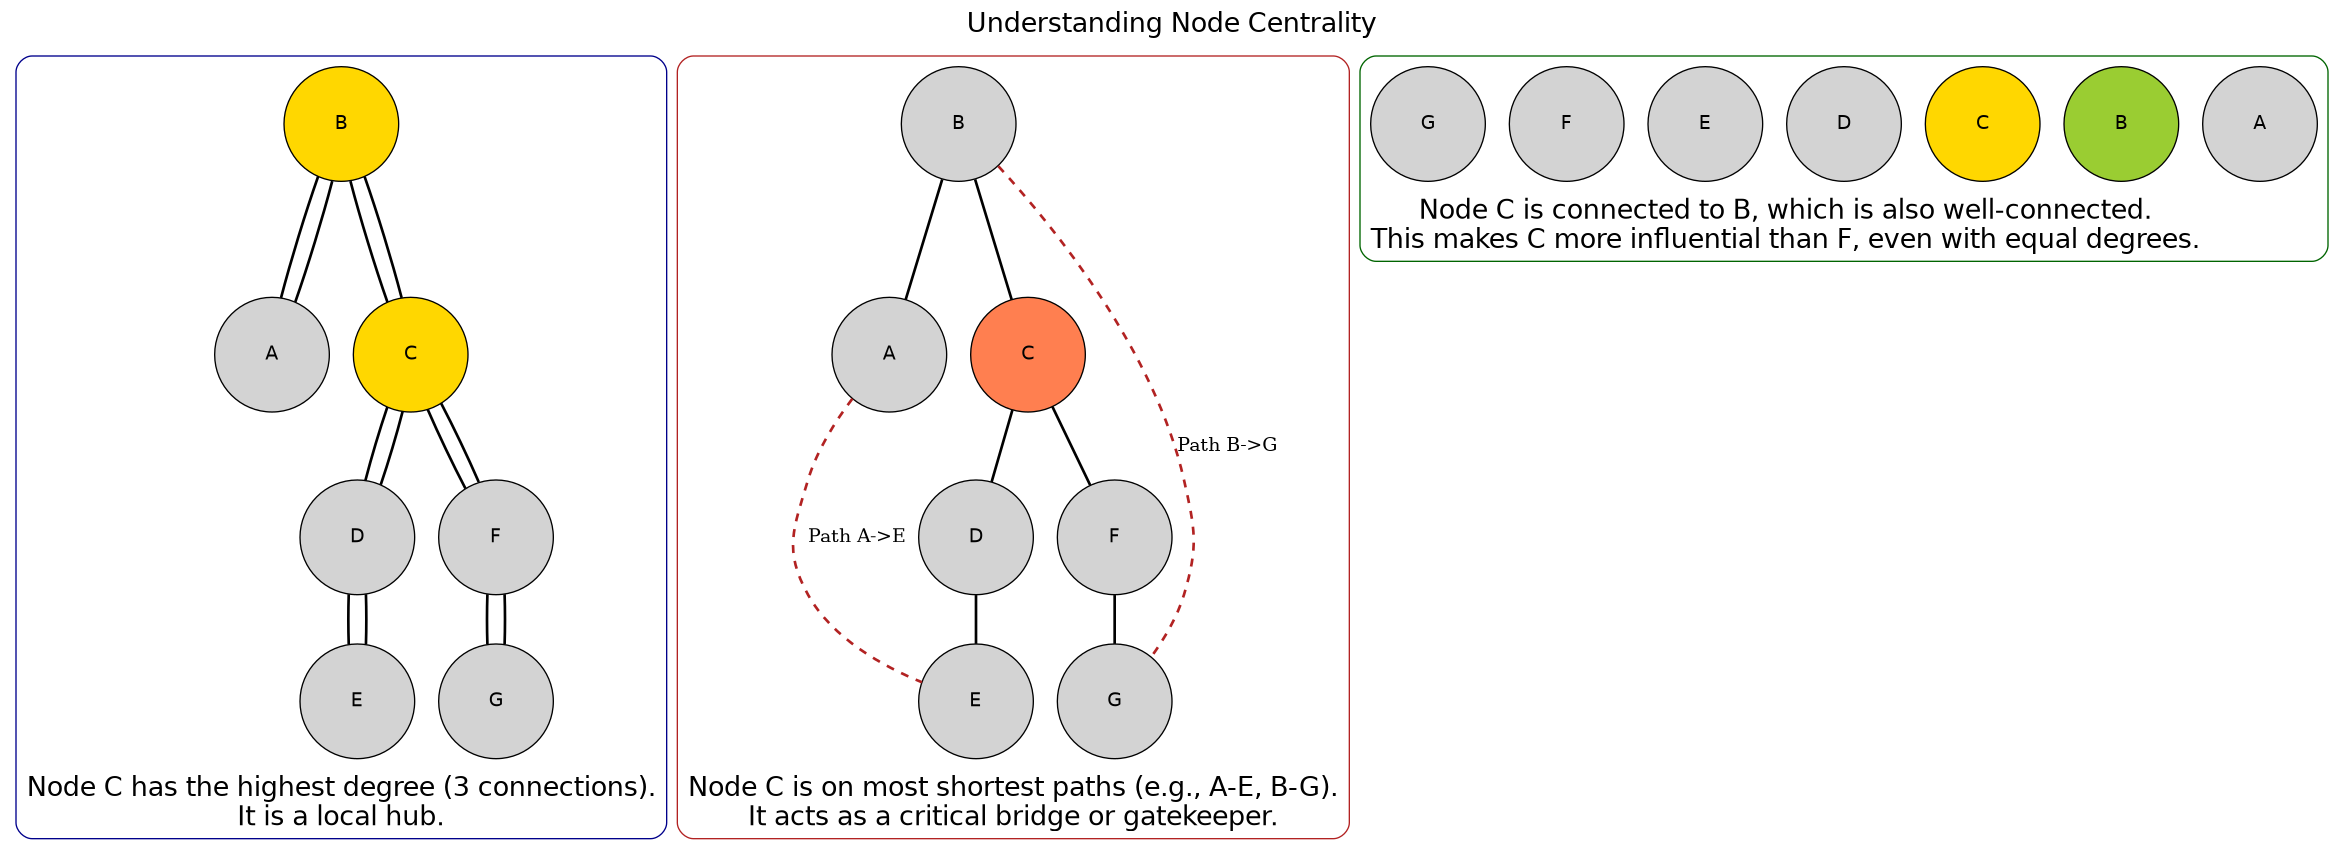 Understanding Node Centrality
B
A
C
D
F
E
G
Node C has the highest degree (3 connections).
It is a local hub.
B
A
C
Path B->G
Path A->E
D
F
E
G
Node C is on most shortest paths (e.g., A-E, B-G).
It acts as a critical bridge or gatekeeper.
G
F
E
D
C
B
A
Node C is connected to B, which is also well-connected.
This makes C more influential than F, even with equal degrees.